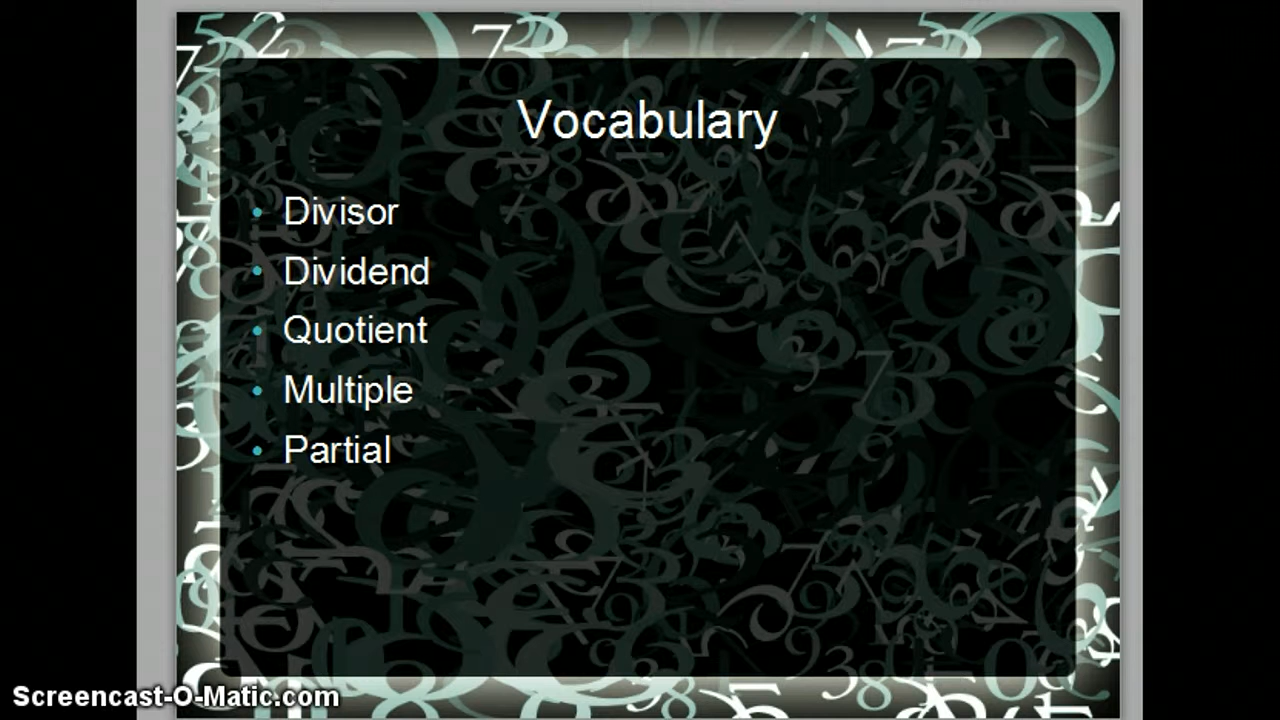 Vocabulary
Divisor
Dividend
Quotient
Multiple
Partial
Screencast-O-Matic.com